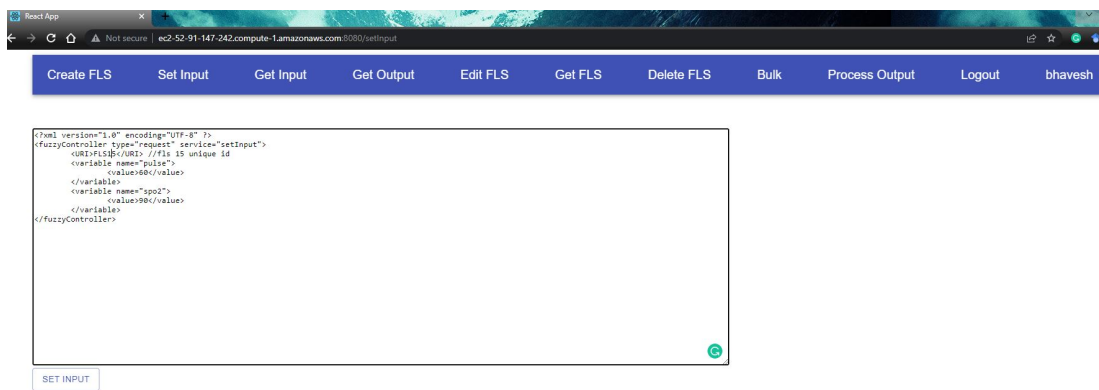 React App
Not secure | ec2-52-91-147-242.compute-1.amazonaws.com:8080/setInput
Create FLS Set Input Get Input Get Output Edit FLS Get FLS Delete FLS Bulk Process Output Logout bhavesh
<?xml version="1.0" encoding="UTF-8" ?>
<fuzzyController type="request" service="setInput">
<URI>FLS15</URI> //fls 15 unique id
<variable name="pulse">
<value>60</value>
</variable>
<variable name="spo2">
<value>90</value>
</variable>
</fuzzyController>
SET INPUT